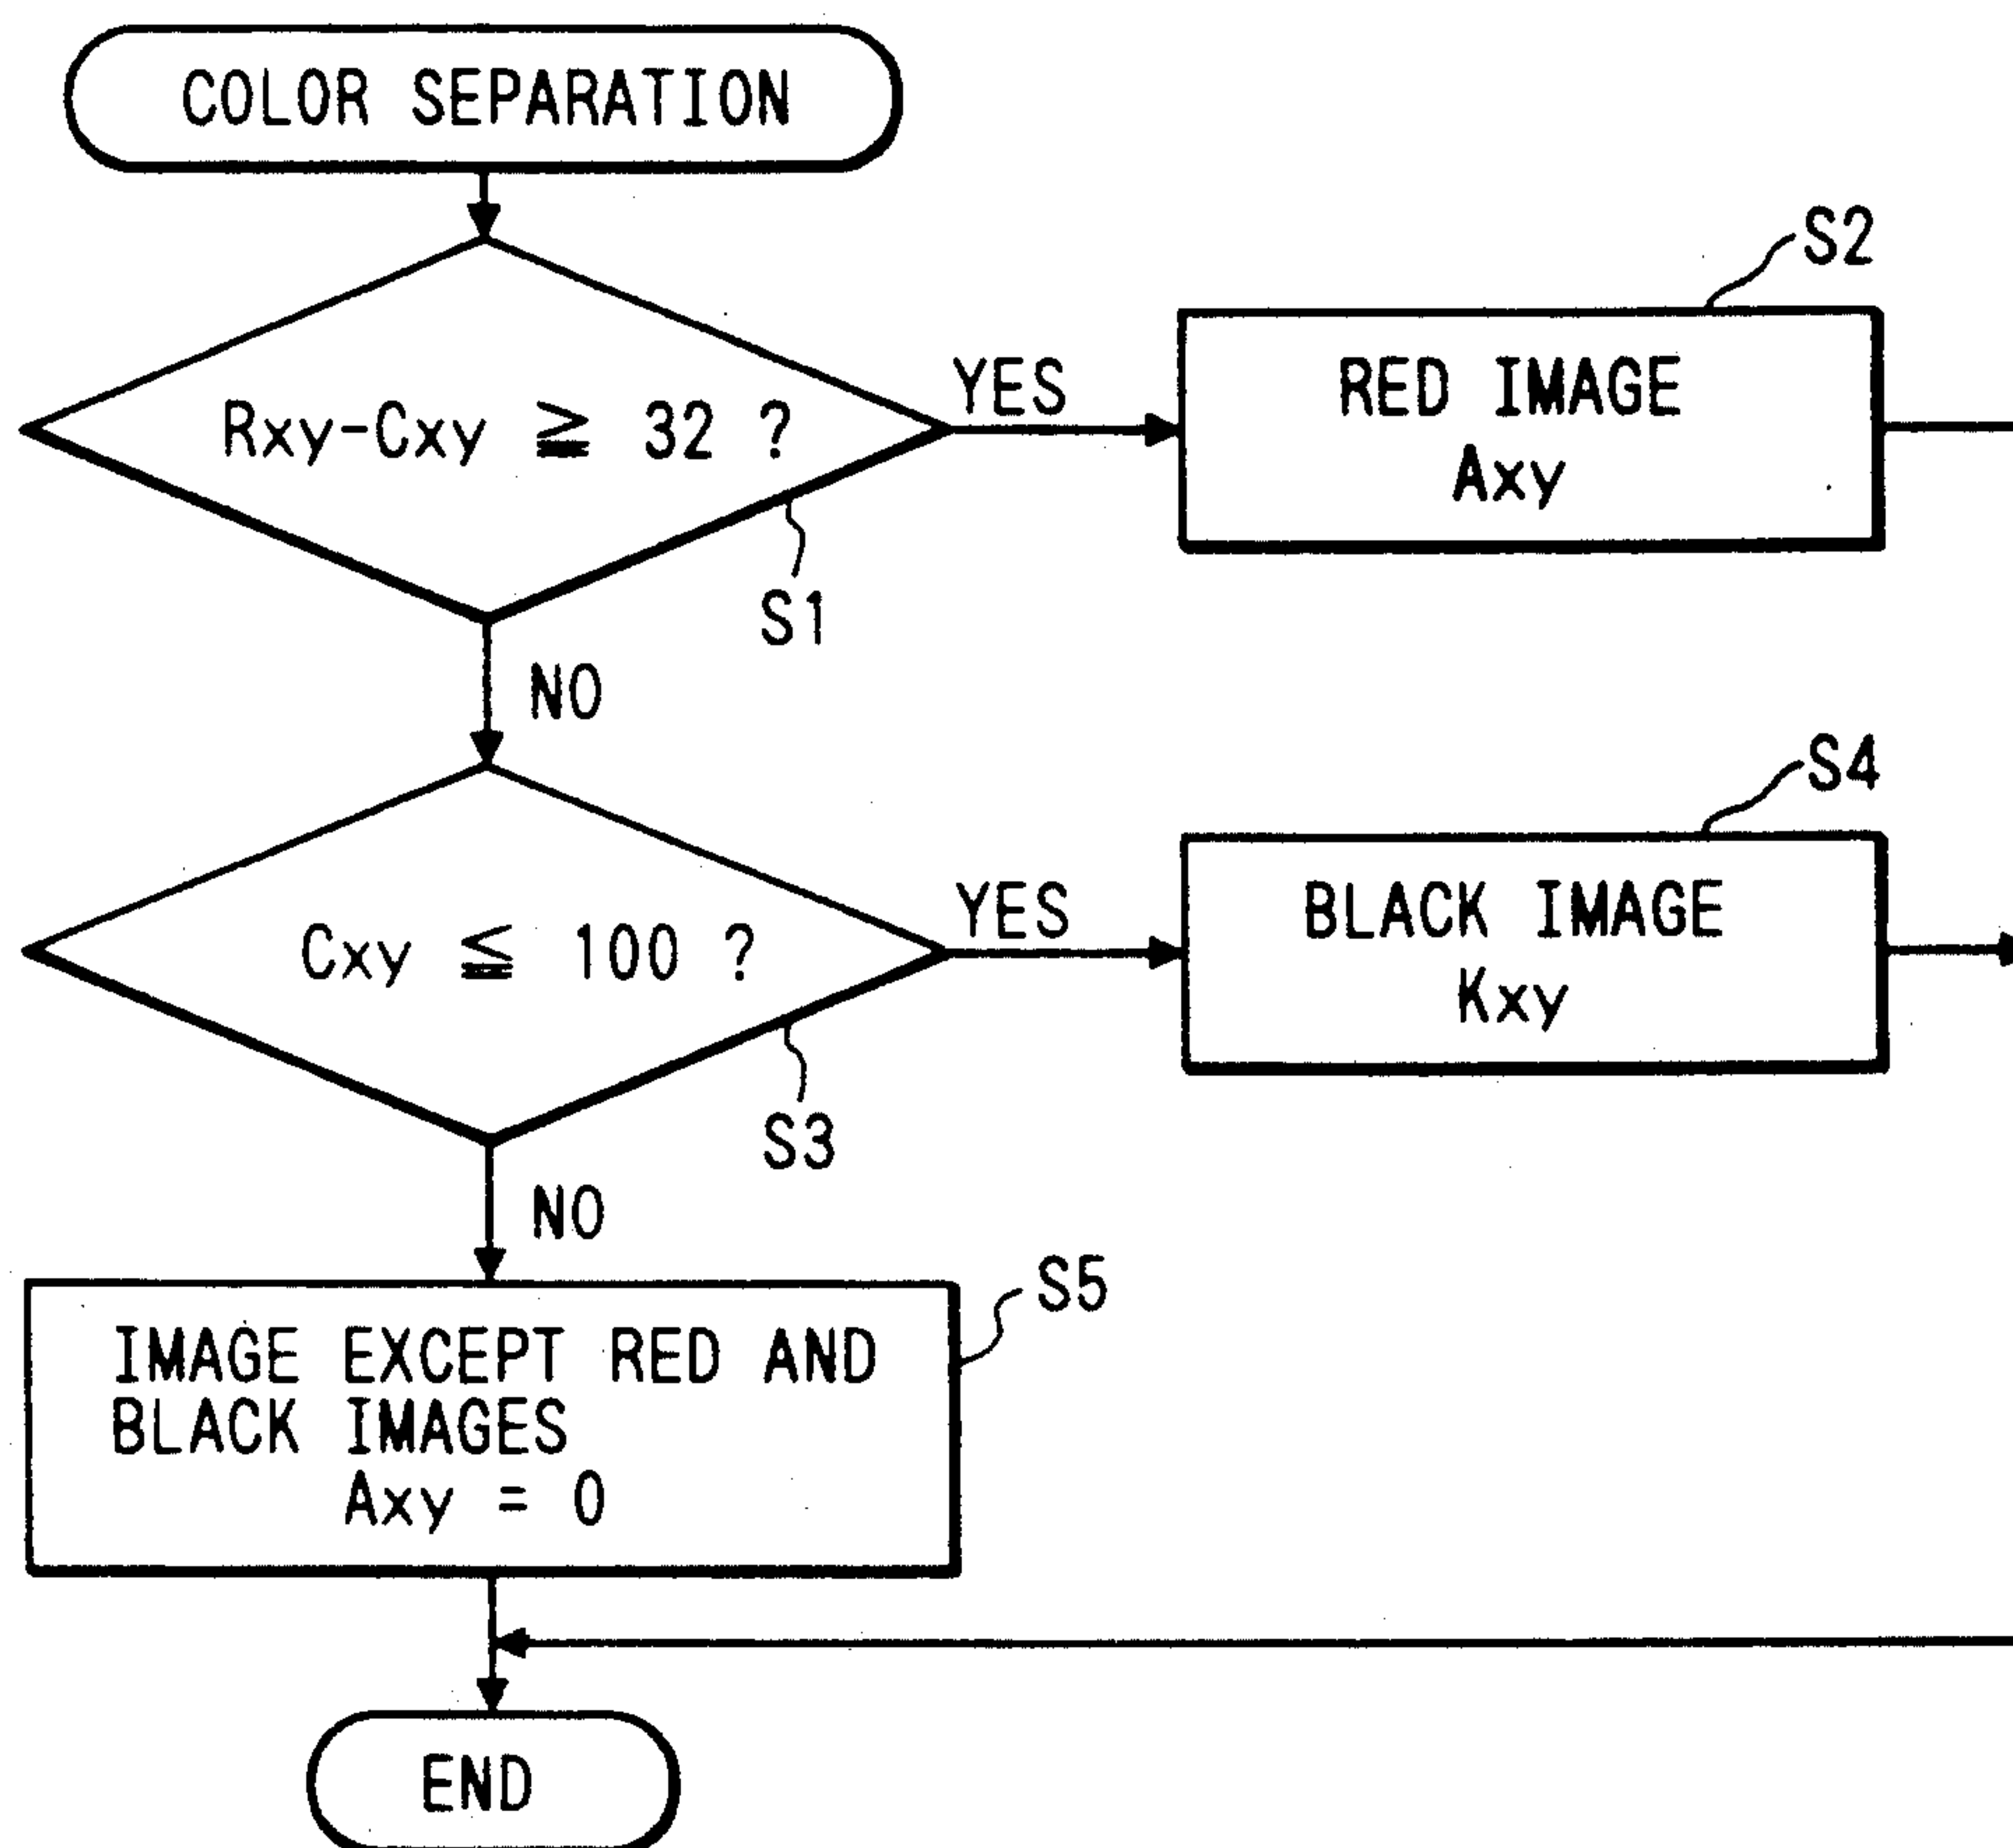 COLOR SEPARATION
S2
Rxy-Cxy ≧ 32 ?
YES
RED IMAGE
Axy
S1
NO
S4
Cxy ≦ 100 ?
YES
BLACK IMAGE
Kxy
S3
NO
S5
IMAGE EXCEPT RED AND
BLACK IMAGES
Axy = 0
END